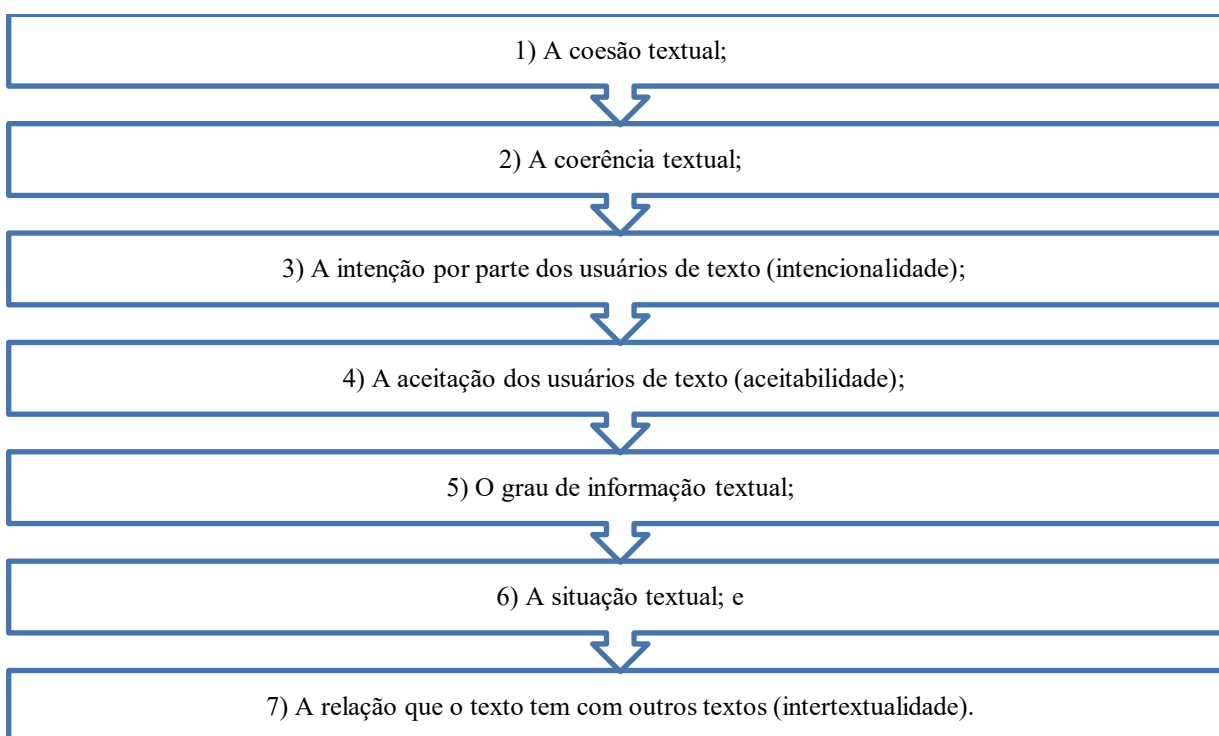 1) A coesão textual;
2) A coerência textual;
3) A intenção por parte dos usuários de texto (intencionalidade);
4) A aceitação dos usuários de texto (aceitabilidade);
5) O grau de informação textual;
6) A situação textual; e
7) A relação que o texto tem com outros textos (intertextualidade).